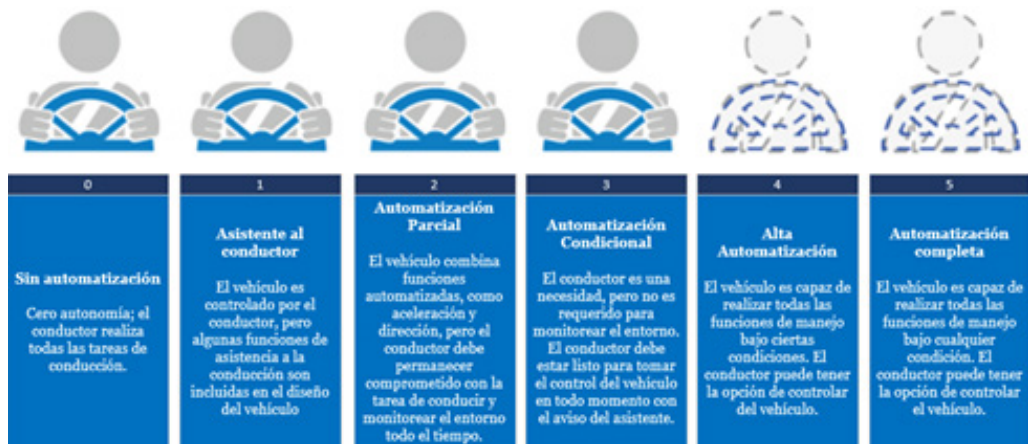 0
Sin automatización
Cero autonomía; el
conductor realiza
todas las tareas de
conducción.
1
Asistente al
conductor
El vehículo es
controlado por el
conductor, pero
algunas funciones de
asistencia a la
conducción son
incluidas en el diseño
del vehículo
2
Automatización
Parcial
El vehículo combina
funciones
automatizadas, como
aceleración y
dirección, pero el
conductor debe
permanecer
comprometido con la
tarea de conducir y
monitorear el entorno
todo el tiempo.
3
Automatización
Condicional
El conductor es una
necesidad, pero no es
requerido para
monitorear el entorno.
El conductor debe
estar listo para tomar
el control del vehículo
en todo momento con
el aviso del asistente.
4
Alta
Automatización
El vehículo es capaz de
realizar todas las
funciones de manejo
bajo ciertas
condiciones. El
conductor puede tener
la opción de controlar
del vehículo.
5
Automatización
completa
El vehículo es capaz de
realizar todas las
funciones de manejo
bajo cualquier
condición. El
conductor puede tener
la opción de controlar
el vehículo.